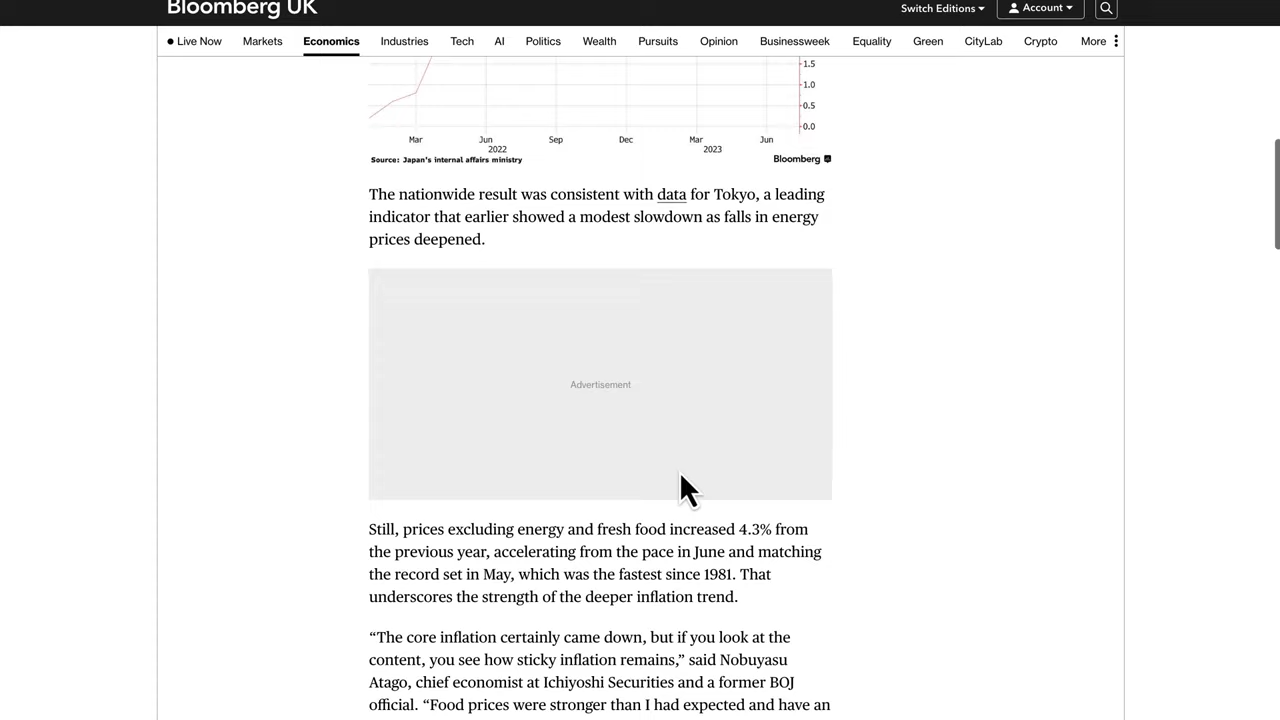 Bloomberg UK
Switch Editions
Account
Live Now Markets Economics Industries Tech AI Politics Wealth Pursuits Opinion Businessweek Equality Green CityLab Crypto More
1.5
1.0
0.5
0.0
Mar Jun Sep Dec Mar Jun
2022 2023
Source: Japan's internal affairs ministry
Bloomberg
The nationwide result was consistent with data for Tokyo, a leading
indicator that earlier showed a modest slowdown as falls in energy
prices deepened.
Advertisement
Still, prices excluding energy and fresh food increased 4.3% from
the previous year, accelerating from the pace in June and matching
the record set in May, which was the fastest since 1981. That
underscores the strength of the deeper inflation trend.
“The core inflation certainly came down, but if you look at the
content, you see how sticky inflation remains,” said Nobuyasu
Atago, chief economist at Ichiyoshi Securities and a former BOJ
official. “Food prices were stronger than I had expected and have an